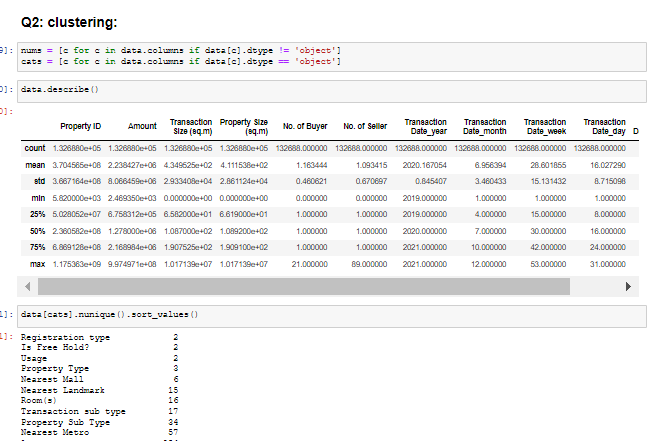 Q2: clustering:
nums = [c for c in data.columns if data[c].dtype != 'object']
cats = [c for c in data.columns if data[c].dtype == 'object']
data.describe()
Property ID Amount Transaction Size (sq.m) Property Size (sq.m) No. of Buyer No. of Seller Transaction Date_year Transaction Date_month Transaction Date_week Transaction Date_day D
count 1.326880e+05 1.326880e+05 1.326880e+05 1.326880e+05 132688.000000 132688.000000 132688.000000 132688.000000 132688.000000 132688.000000
mean 3.704565e+08 2.238427e+06 4.349525e+02 4.111538e+02 1.163444 1.093415 2020.167054 6.956394 28.601855 16.027290
std 3.667164e+08 8.066459e+06 2.933408e+04 2.861124e+04 0.460621 0.670697 0.845407 3.460433 15.131432 8.715098
min 5.820000e+03 2.469350e+03 0.000000e+00 0.000000e+00 0.000000 0.000000 2019.000000 1.000000 1.000000 1.000000
25% 5.028052e+07 6.758312e+05 6.582000e+01 6.619000e+01 1.000000 1.000000 2019.000000 4.000000 15.000000 8.000000
50% 2.360582e+08 1.278000e+06 1.087000e+02 1.089200e+02 1.000000 1.000000 2020.000000 7.000000 30.000000 16.000000
75% 6.869128e+08 2.168984e+06 1.907525e+02 1.909100e+02 1.000000 1.000000 2021.000000 10.000000 42.000000 24.000000
max 1.175363e+09 9.974971e+08 1.017139e+07 1.017139e+07 21.000000 89.000000 2021.000000 12.000000 53.000000 31.000000
data[cats].nunique().sort_values()
Registration type 2
Is Free Hold? 2
Usage 2
Property Type 3
Nearest Mall 6
Nearest Landmark 15
Room(s) 16
Transaction sub type 17
Property Sub Type 34
Nearest Metro 57